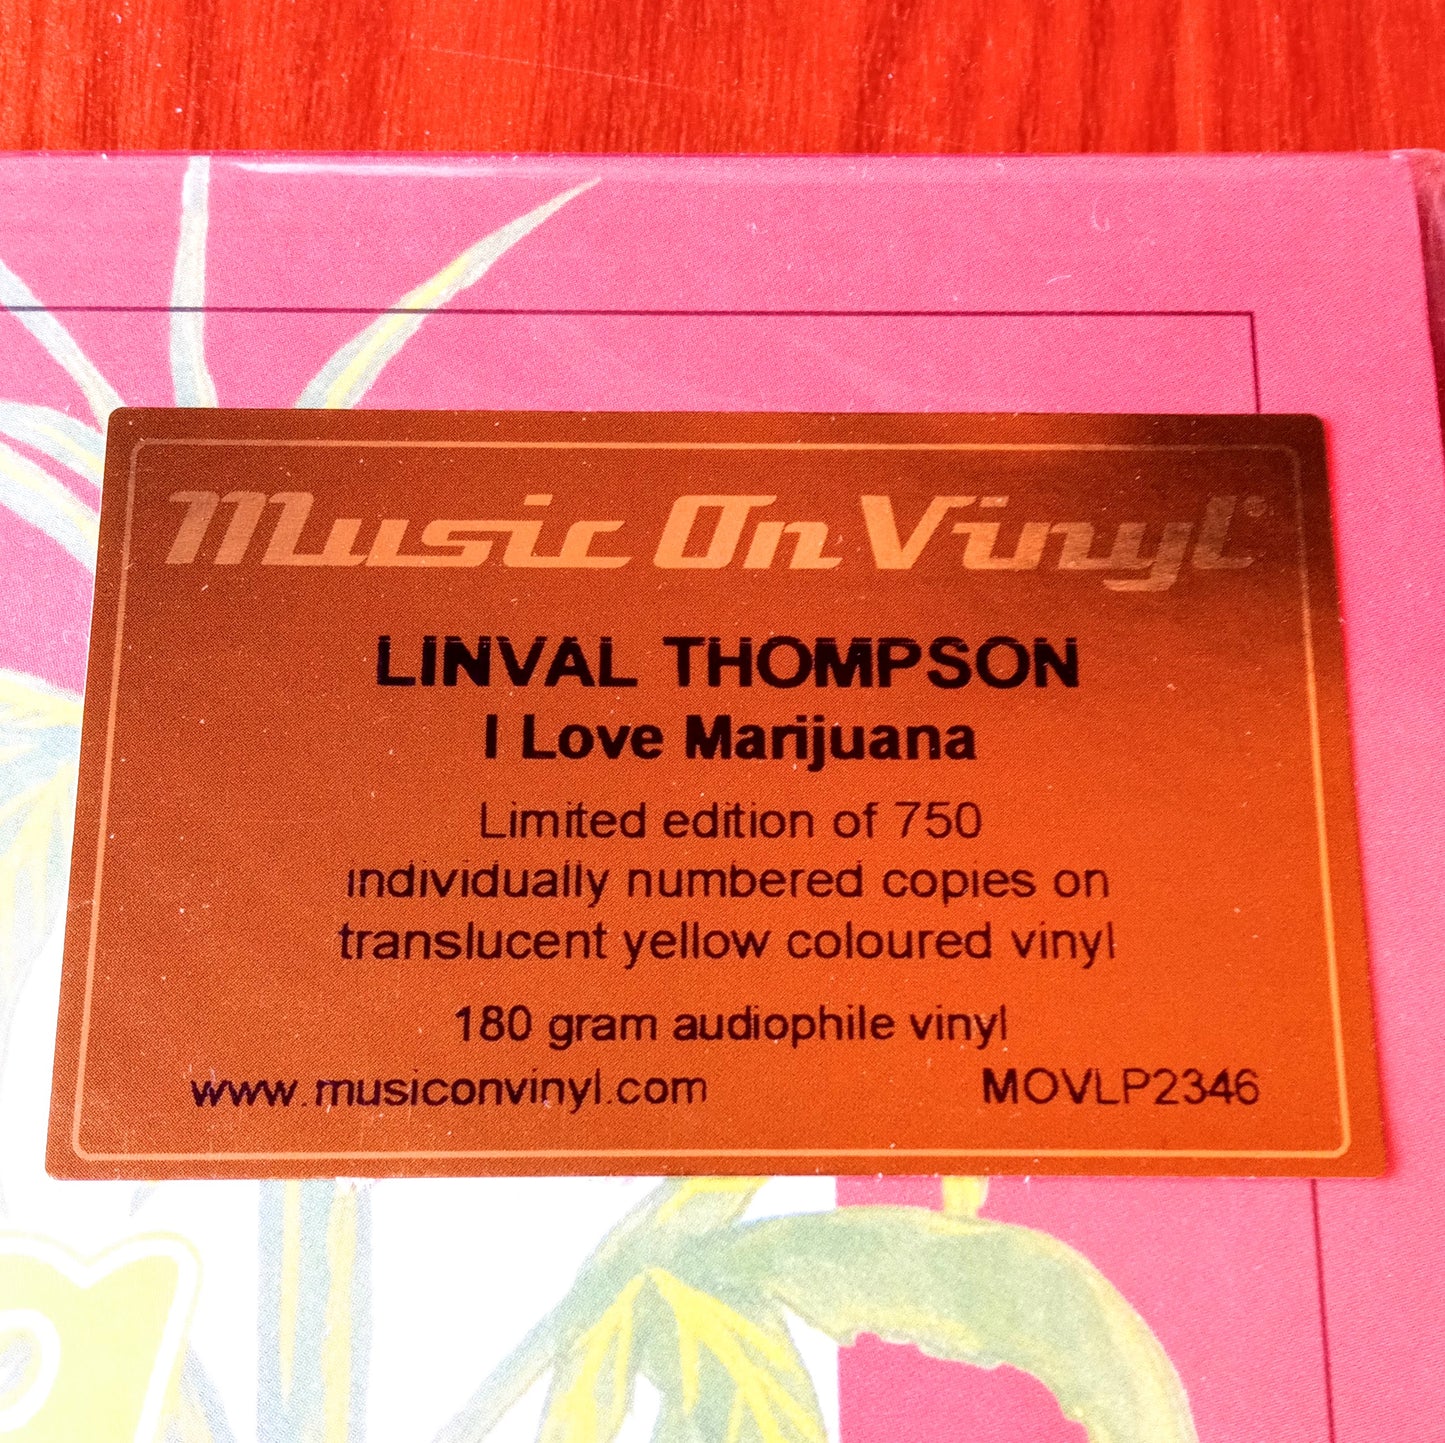 Music On Vinyl®
LINVAL THOMPSON
I Love Marijuana
Limited edition of 750
individually numbered copies on
translucent yellow coloured vinyl
180 gram audiophile vinyl
www.musiconvinyl.com MOVLP2346